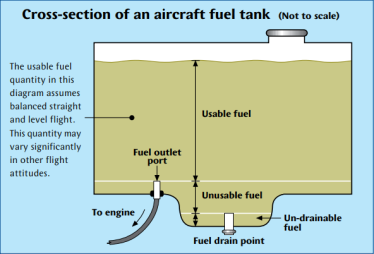 Cross-section of an aircraft fuel tank (Not to scale)
The usable fuel
quantity in this
diagram assumes
balanced straight
and level flight.
This quantity may
vary significantly
in other flight
attitudes.
Usable fuel
Fuel outlet
port
Unusable fuel
To engine
Un-drainable
fuel
Fuel drain point